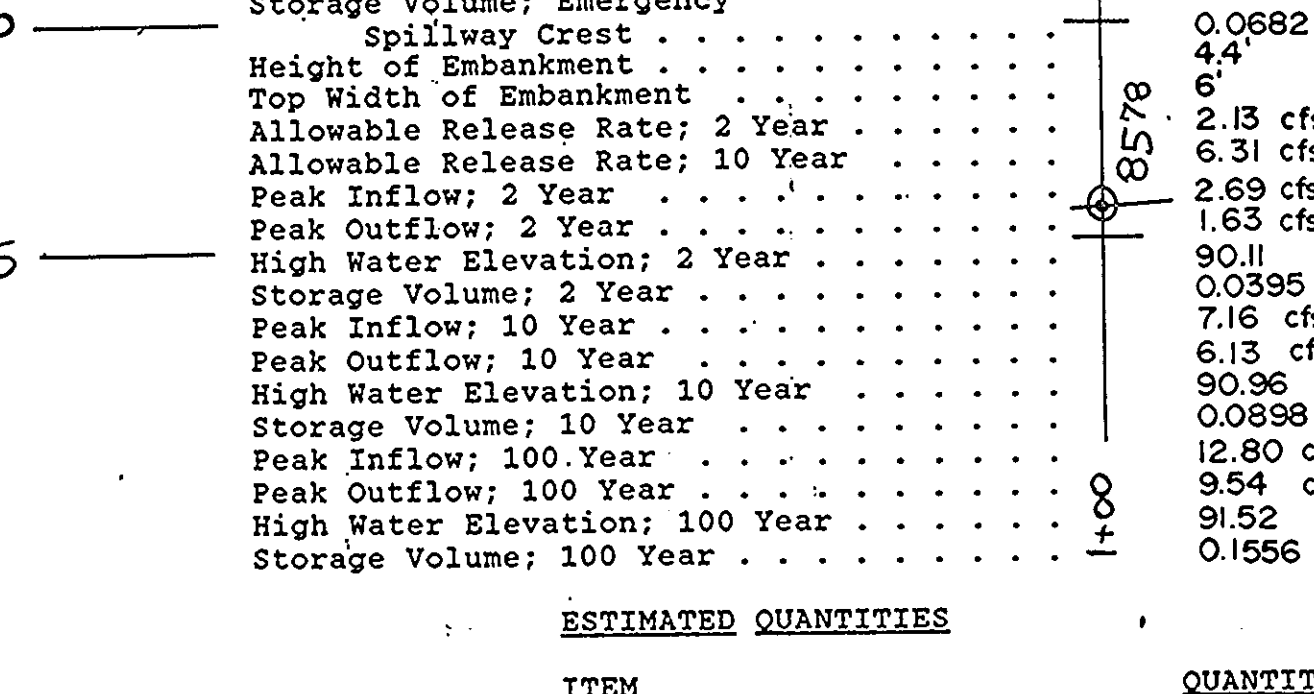 Storage Volume; Emergency
Spillway Crest . . . . . . . . . . . . 0.0682
Height of Embankment . . . . . . . . . . . . 4.4'
Top Width of Embankment . . . . . . . . . 6'
Allowable Release Rate; 2 Year . . . . . . 2.13 cfs
Allowable Release Rate; 10 Year . . . . . 6.31 cfs
Peak Inflow; 2 Year . . . . . . . . . . . 2.69 cfs
Peak Outflow; 2 Year . . . . . . . . . . . 1.63 cfs
High Water Elevation; 2 Year . . . . . . . 90.11
Storage Volume; 2 Year . . . . . . . . . . 0.0395
Peak Inflow; 10 Year . . . . . . . . . . . 7.16 cfs
Peak Outflow; 10 Year . . . . . . . . . . 6.13 cf
High Water Elevation; 10 Year . . . . . . 90.96
Storage Volume; 10 Year . . . . . . . . . 0.0898
Peak Inflow; 100 Year . . . . . . . . . . 12.80 c
Peak Outflow; 100 Year . . . . . . . . . . 9.54 c
High Water Elevation; 100 Year . . . . . . 91.52
Storage Volume; 100 Year . . . . . . . . . 0.1556
8578
1+80
ESTIMATED QUANTITIES
ITEM QUANTIT